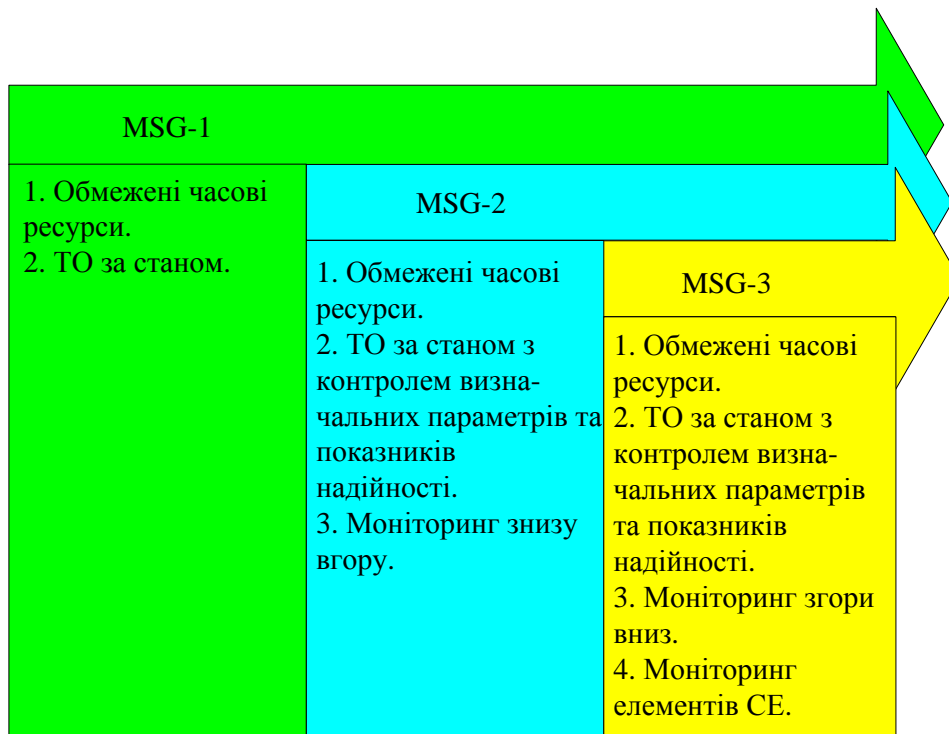 MSG-1
1. Обмежені часові
ресурси.
2. ТО за станом.
MSG-2
1. Обмежені часові
ресурси.
2. ТО за станом з
контролем визна-
чальних параметрів та
показників
надійності.
3. Моніторинг знизу
вгору.
MSG-3
1. Обмежені часові
ресурси.
2. ТО за станом з
контролем визна-
чальних параметрів
та показників
надійності.
3. Моніторинг згори
вниз.
4. Моніторинг
елементів СЕ.